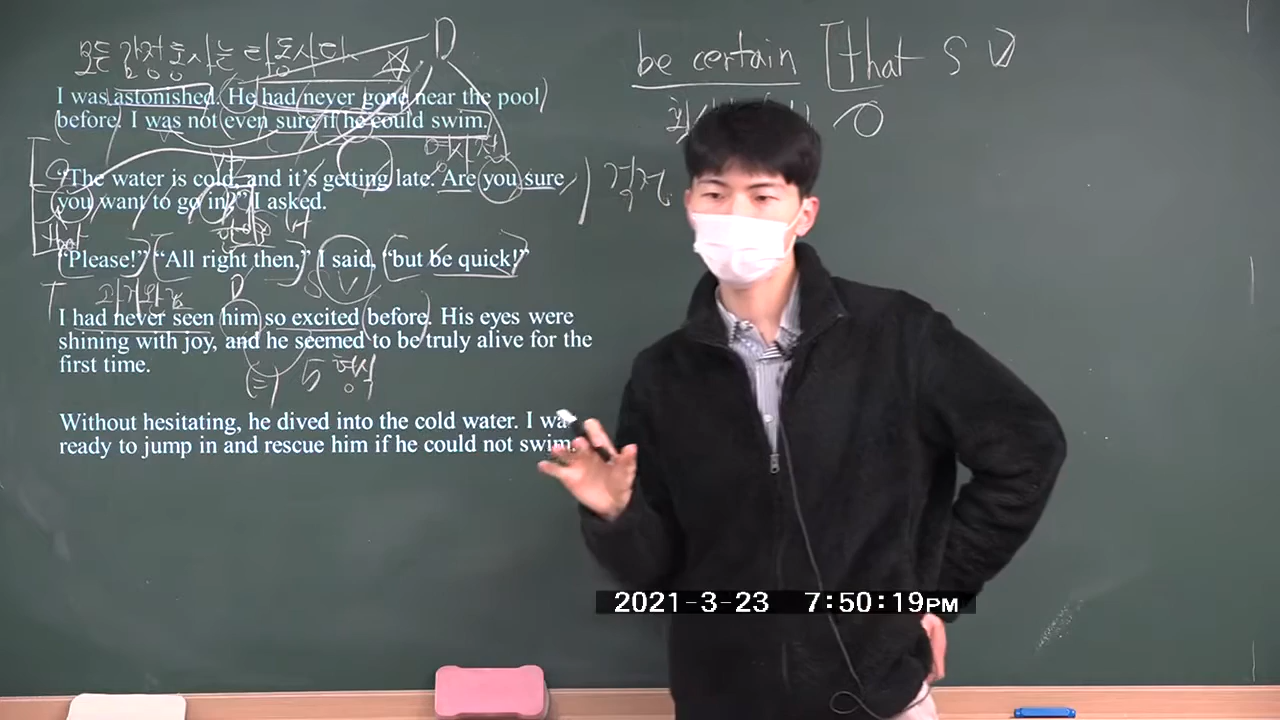 모든 감정동사는 타동사다
D
be certain [that S V
I was astonished. He had never gone near the pool
before. I was not even sure if he could swim.
"The water is cold, and it's getting late. Are you sure
you want to go in?" I asked.
"Please!" "All right then," I said, "but be quick!"
S V
I had never seen him so excited before. His eyes were
shining with joy, and he seemed to be truly alive for the
first time.
5형식
Without hesitating, he dived into the cold water. I wa
ready to jump in and rescue him if he could not swim.
2021-3-23 7:50:19PM